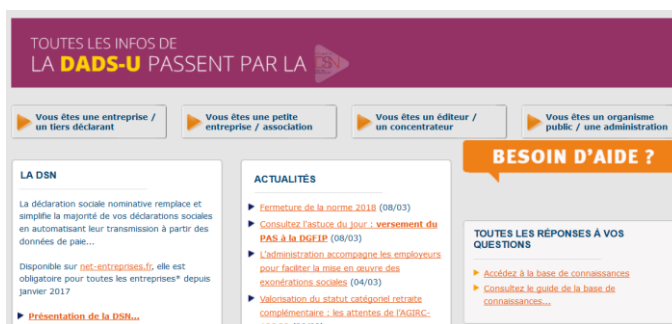 TOUTES LES INFOS DE
LA DADS-U PASSENT PAR LA DSN
Vous êtes une entreprise /
un tiers déclarant
Vous êtes une petite
entreprise / association
Vous êtes un éditeur /
un concentrateur
Vous êtes un organisme
public / une administration
BESOIN D'AIDE ?
LA DSN
La déclaration sociale nominative remplace et
simplifie la majorité de vos déclarations sociales
en automatisant leur transmission à partir des
données de paie...
Disponible sur net-entreprises.fr, elle est
obligatoire pour toutes les entreprises* depuis
janvier 2017
Présentation de la DSN...
ACTUALITÉS
Fermeture de la norme 2018 (08/03)
Consultez l'astuce du jour : versement du
PAS à la DGFIP (08/03)
L'administration accompagne les employeurs
pour faciliter la mise en œuvre des
exonérations sociales (04/03)
Valorisation du statut catégoriel retraite
complémentaire : les attentes de l'AGIRC-
TOUTES LES RÉPONSES À VOS
QUESTIONS
Accédez à la base de connaissances
Consultez le guide de la base de
connaissances...